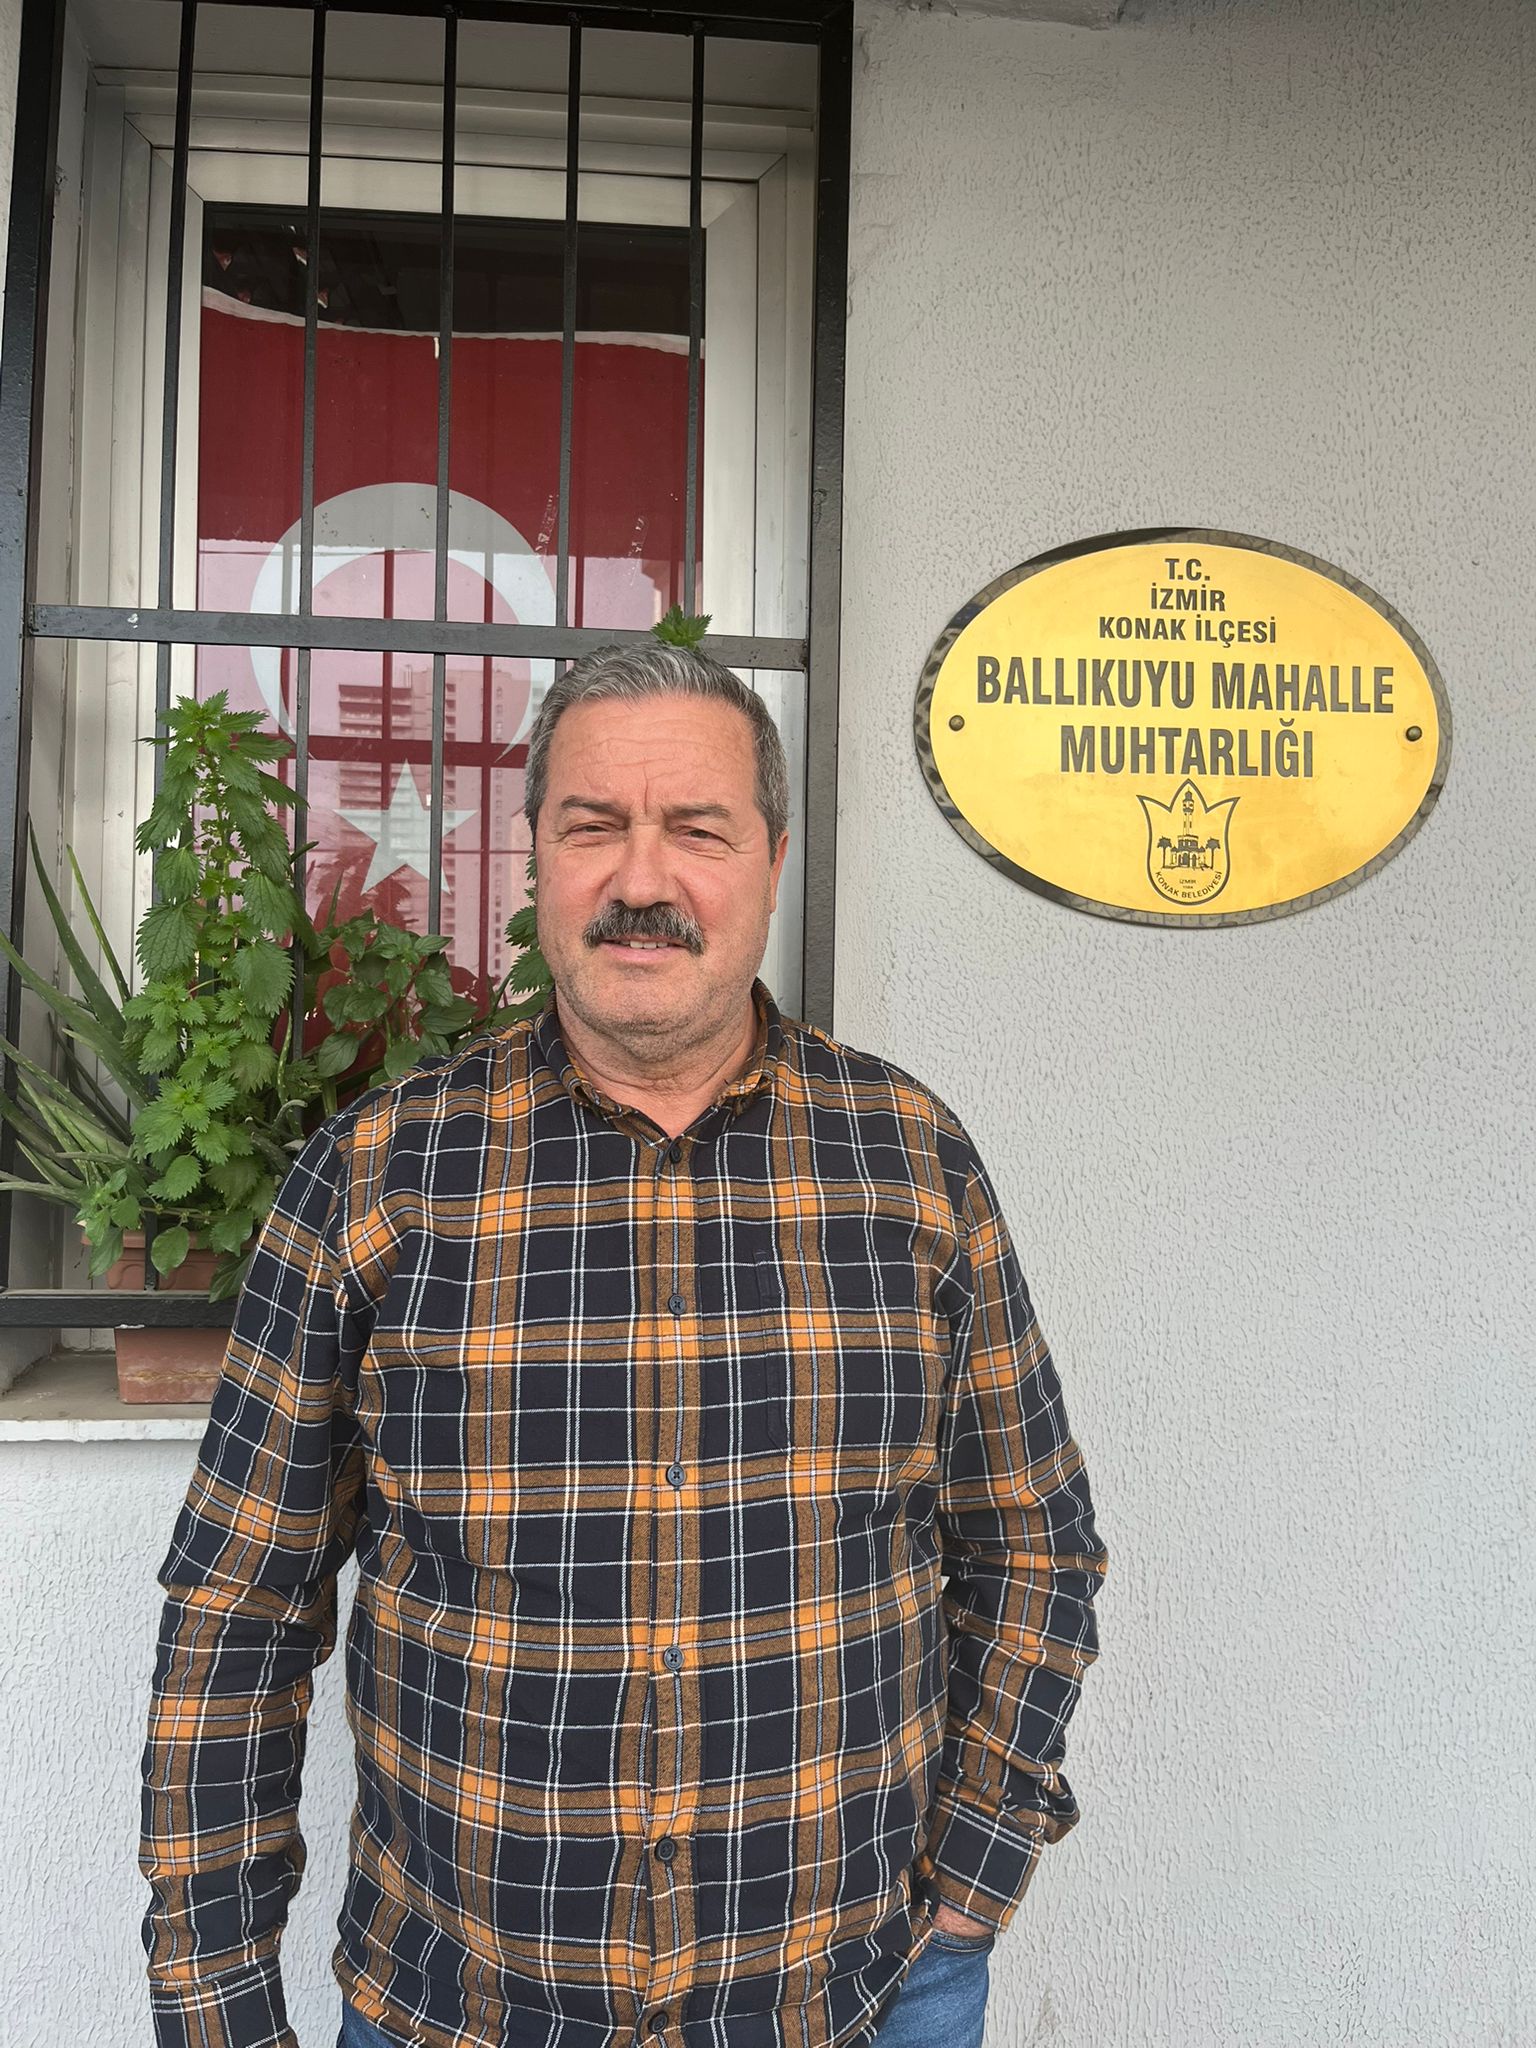 T.C.
İZMİR
KONAK İLÇESİ
BALLIKUYU MAHALLE
MUHTARLIĞI
İZMİR
KONAK BELEDİYESİ